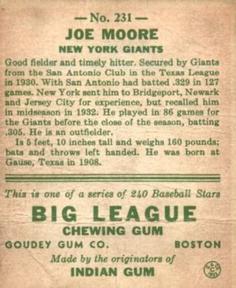 — No. 231 —
JOE MOORE
NEW YORK GIANTS
Good fielder and timely hitter. Secured by Giants
from the San Antonio Club in the Texas League
in 1930. With San Antonio had batted .329 in 127
games. New York sent him to Bridgeport, Newark
and Jersey City for experience, but recalled him
in midseason in 1932. He played in 86 games for
the Giants before the close of the season, batting
.305. He is an outfielder.
Is 5 feet, 10 inches tall and weighs 160 pounds;
bats and throws left handed. He was born at
Gause, Texas in 1908.
This is one of a series of 240 Baseball Stars
BIG LEAGUE
CHEWING GUM
GOUDEY GUM CO. BOSTON
Made by the originators of
INDIAN GUM